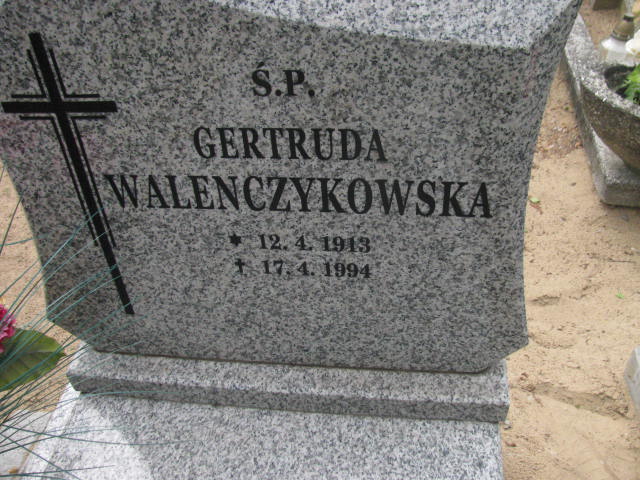 Ś.P.
GERTRUDA
WALENCZYKOWSKA
* 12. 4. 1913
✝ 17. 4. 1994